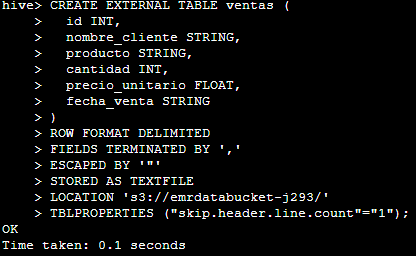 hive> CREATE EXTERNAL TABLE ventas (
    >   id INT,
    >   nombre_cliente STRING,
    >   producto STRING,
    >   cantidad INT,
    >   precio_unitario FLOAT,
    >   fecha_venta STRING
    > )
    > ROW FORMAT DELIMITED
    > FIELDS TERMINATED BY ','
    > ESCAPED BY '"'
    > STORED AS TEXTFILE
    > LOCATION 's3://emrdatabucket-j293/'
    > TBLPROPERTIES ("skip.header.line.count"="1");
OK
Time taken: 0.1 seconds